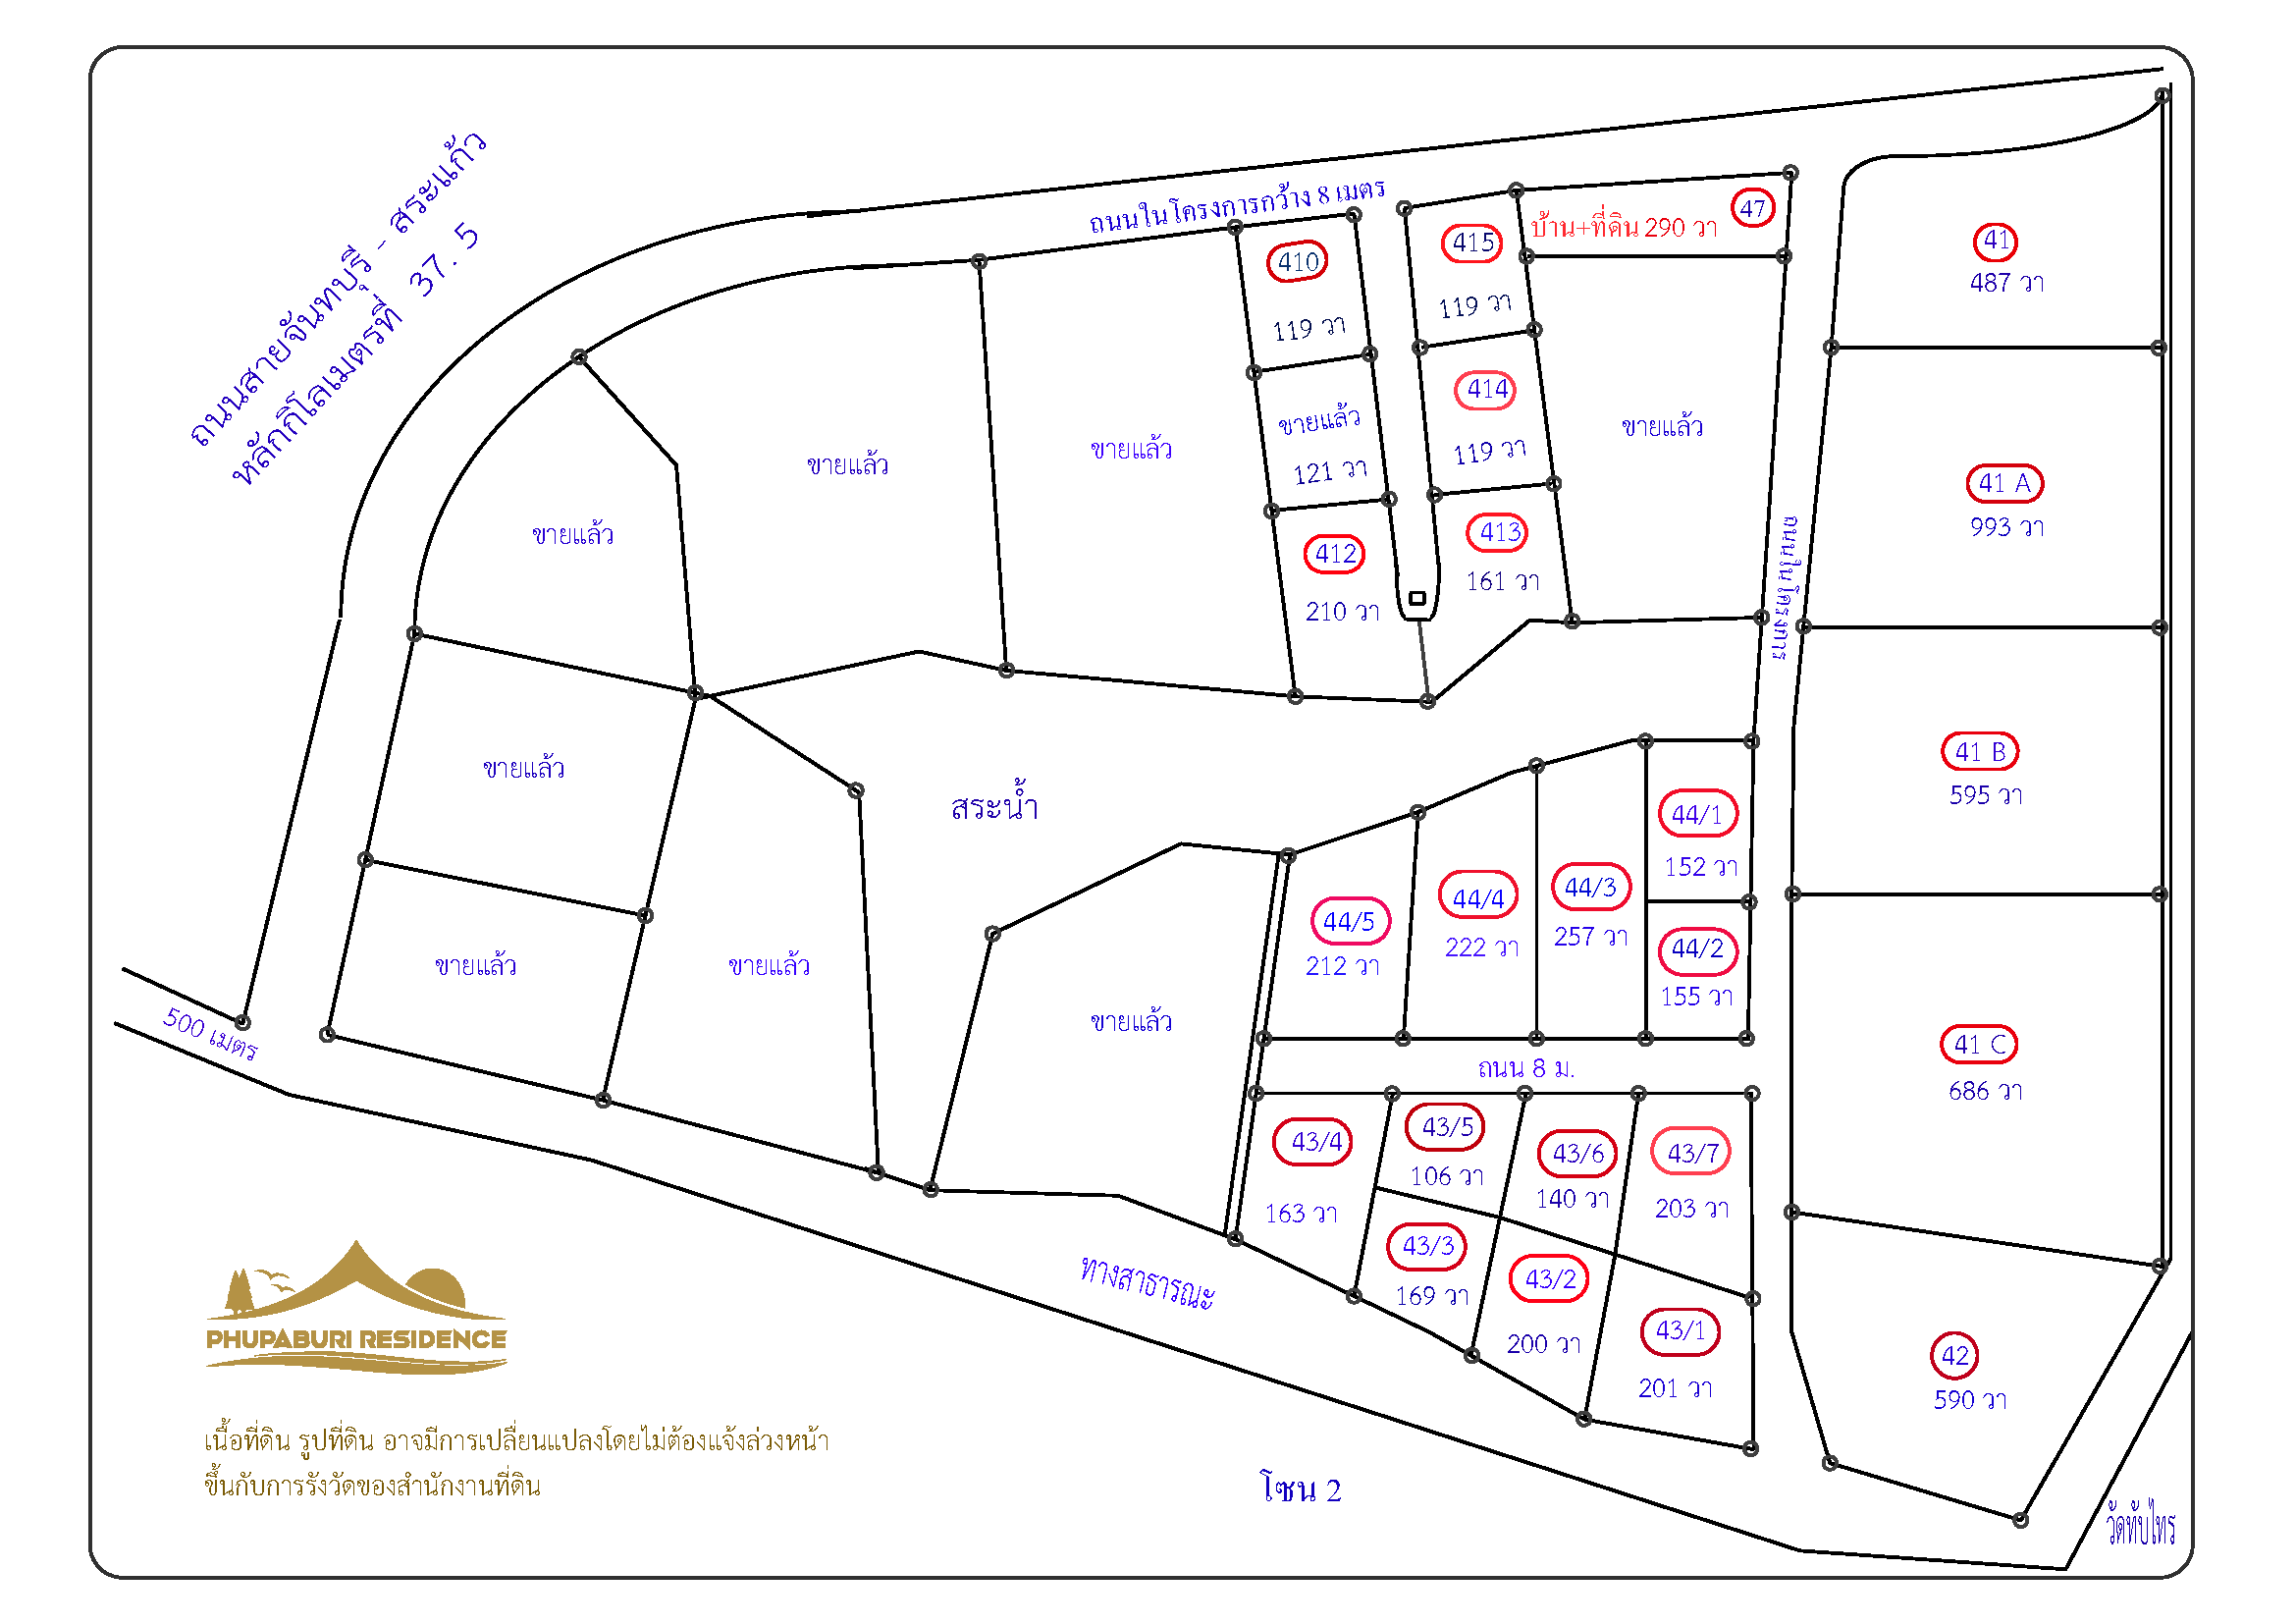 ถนนสายจันทบุรี - สระแก้ว
หลักกิโลเมตรที่ 37.5
ถนนในโครงการกว้าง 8 เมตร
410
119 วา
ขายแล้ว
121 วา
412
210 วา
415
119 วา
414
119 วา
413
161 วา
47
บ้าน+ที่ดิน 290 วา
ขายแล้ว
41
487 วา
41 A
993 วา
41 B
595 วา
41 C
686 วา
42
590 วา
ถนนในโครงการ
ขายแล้ว
ขายแล้ว
ขายแล้ว
ขายแล้ว
ขายแล้ว
ขายแล้ว
สระน้ำ
ขายแล้ว
44/1
152 วา
44/2
155 วา
44/3
257 วา
44/4
222 วา
44/5
212 วา
ถนน 8 ม.
43/4
163 วา
43/5
106 วา
43/6
140 วา
43/7
203 วา
43/3
169 วา
43/2
200 วา
43/1
201 วา
500 เมตร
ทางสาธารณะ
PHUPABURI RESIDENCE
เนื้อที่ดิน รูปที่ดิน อาจมีการเปลี่ยนแปลงโดยไม่ต้องแจ้งล่วงหน้า
ขึ้นกับการรังวัดของสำนักงานที่ดิน
โซน 2
วัดทับไทร